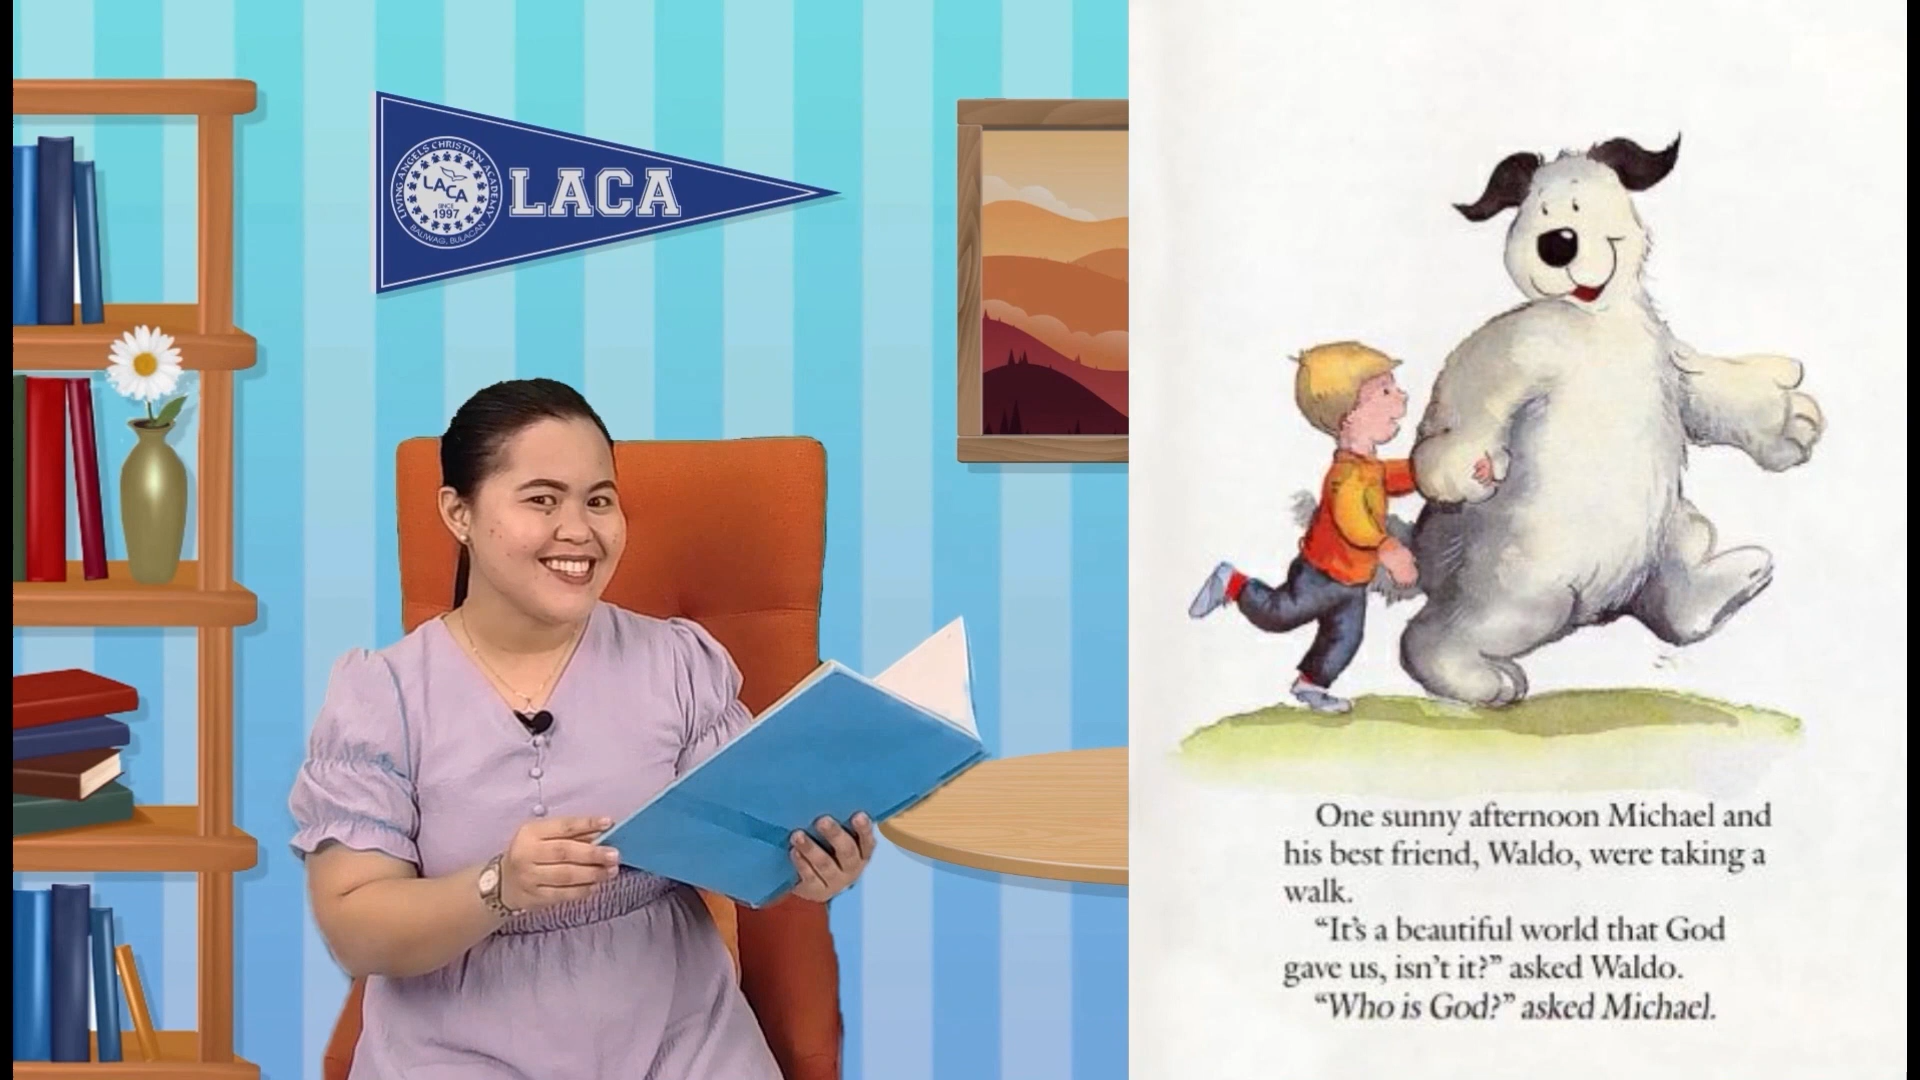 LIVING ANGELS CHRISTIAN ACADEMY
LACA
SINCE
1997
BALIWAG, BULACAN
LACA
One sunny afternoon Michael and
his best friend, Waldo, were taking a
walk.
“It’s a beautiful world that God
gave us, isn’t it?” asked Waldo.
“Who is God?” asked Michael.